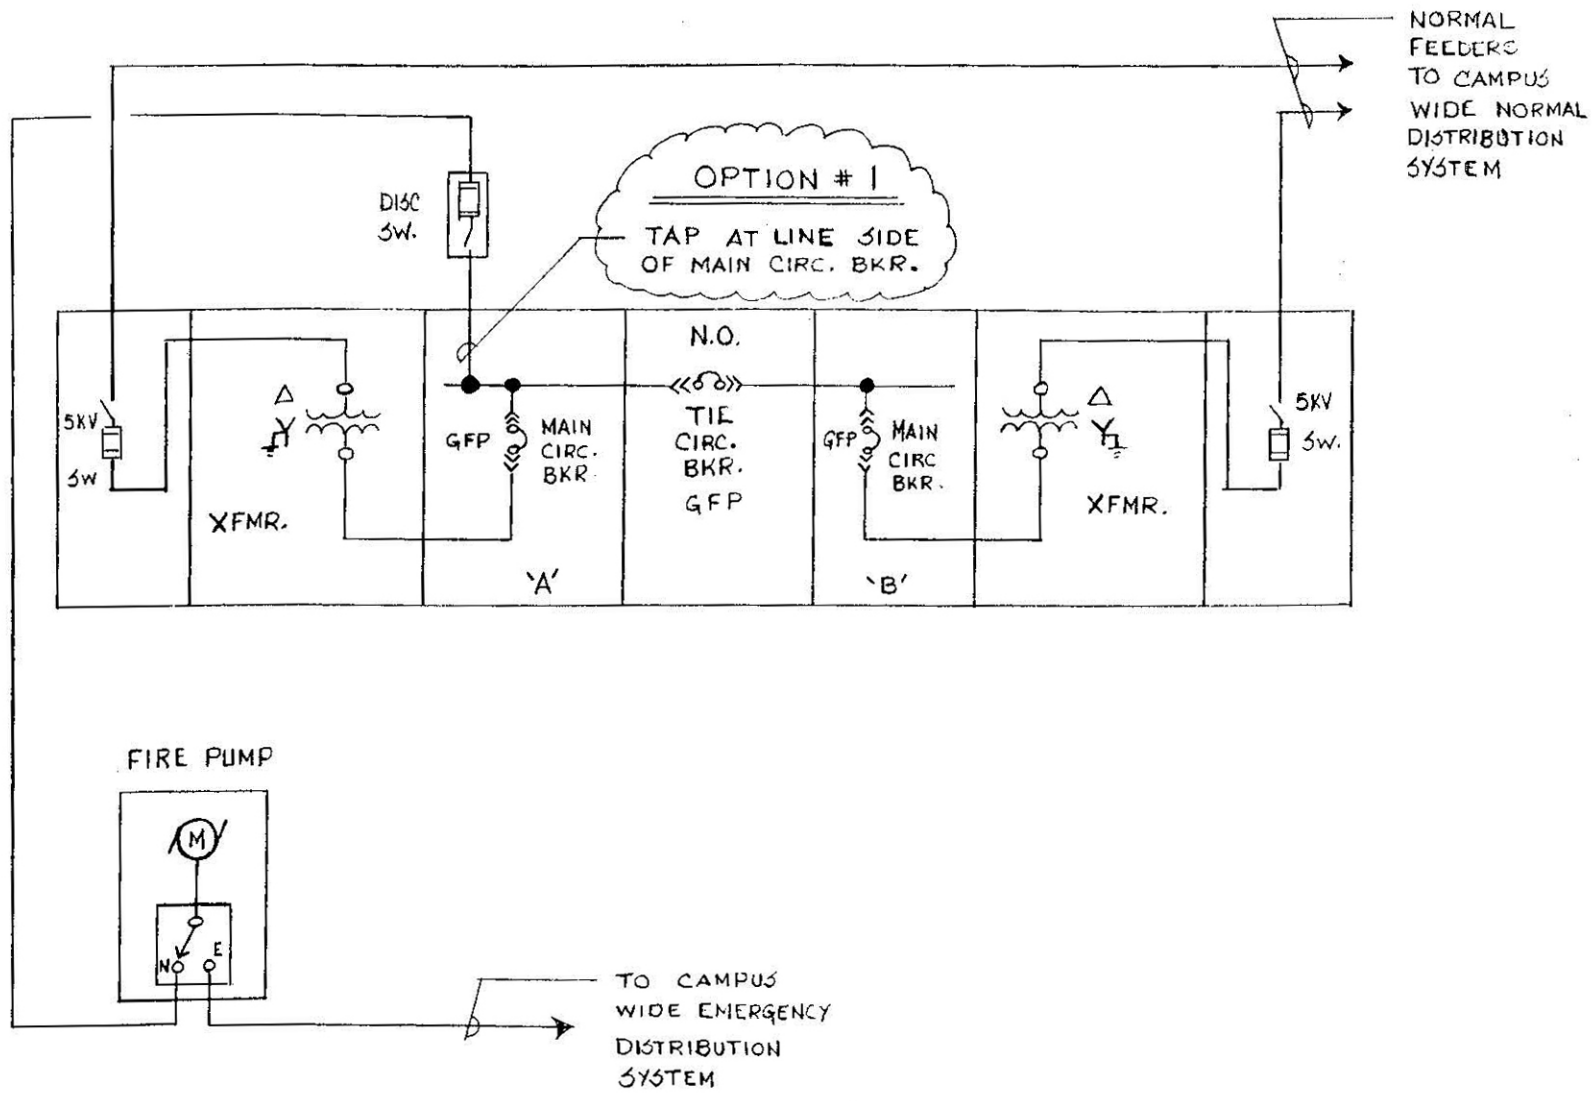 NORMAL
FEEDERS
TO CAMPUS
WIDE NORMAL
DISTRIBUTION
SYSTEM
OPTION # 1
TAP AT LINE SIDE
OF MAIN CIRC. BKR.
DISC
SW.
N.O.
TIE
CIRC.
BKR.
GFP
5KV
SW
Δ
Y
XFMR.
GFP
MAIN
CIRC.
BKR.
'A'
GFP
MAIN
CIRC
BKR.
'B'
Δ
Y
XFMR.
5KV
SW.
FIRE PUMP
M
N
E
TO CAMPUS
WIDE EMERGENCY
DISTRIBUTION
SYSTEM